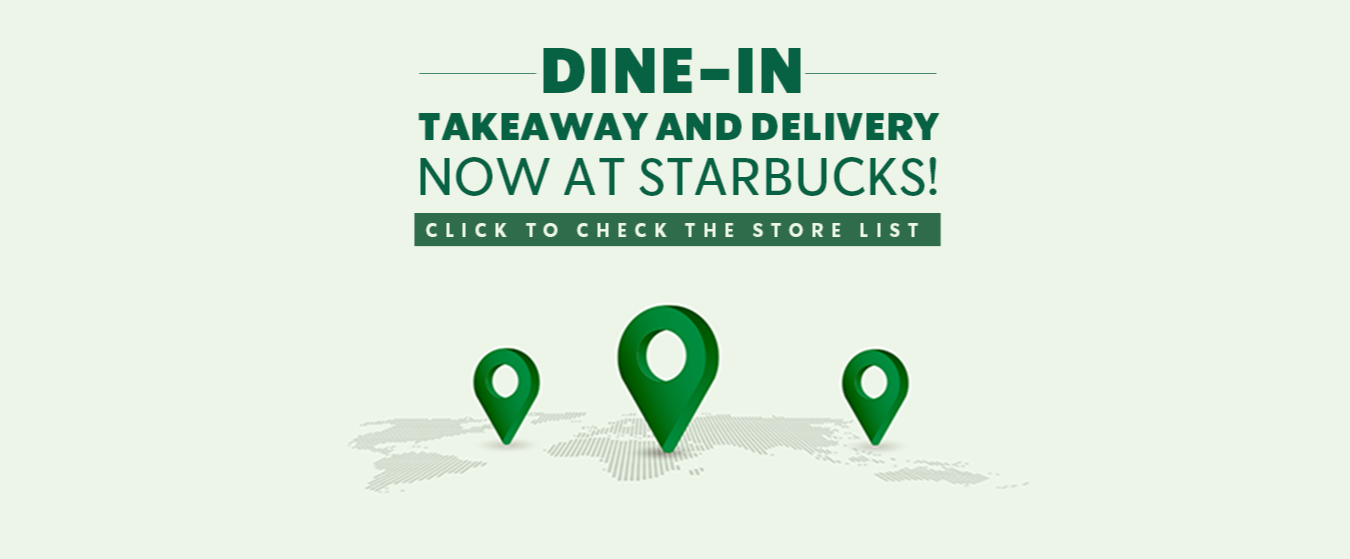 DINE-IN
TAKEAWAY AND DELIVERY
NOW AT STARBUCKS!
CLICK TO CHECK THE STORE LIST